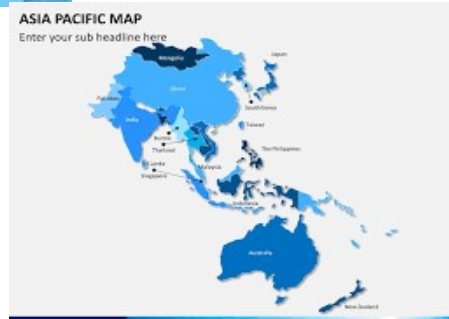 ASIA PACIFIC MAP
Enter your sub headline here
Japan
Mongolia
China
South Korea
Pakistan
India
Taiwan
Burma
Thailand
The Philippines
Sri Lanka
Malaysia
Singapore
Indonesia
Australia
New Zealand